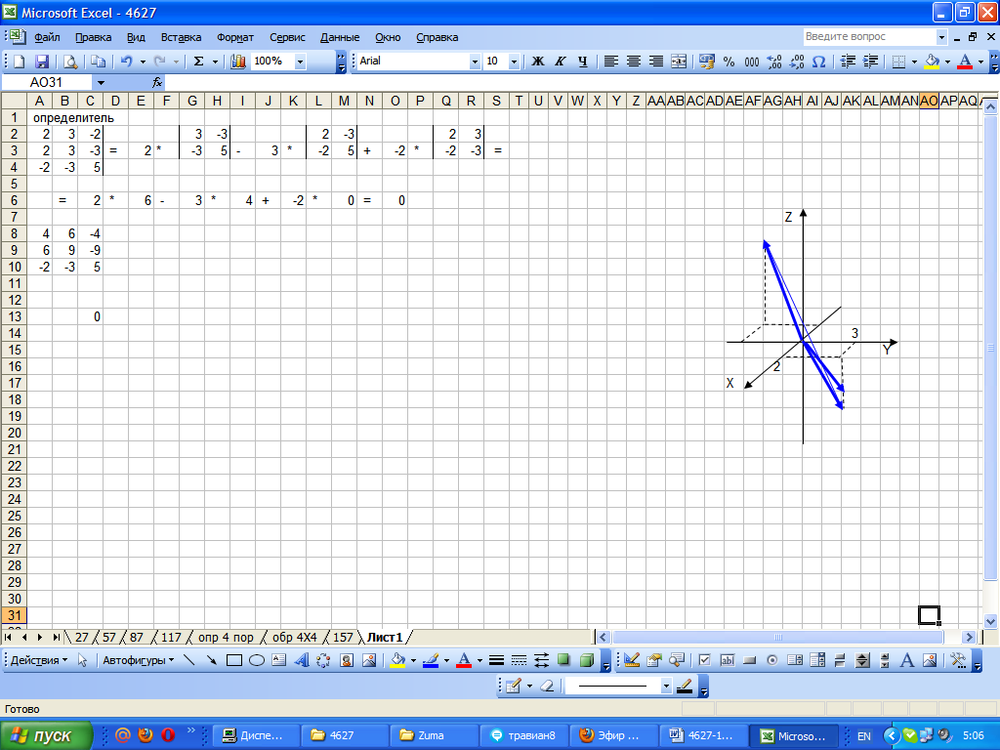 Microsoft Excel - 4627
Файл Правка Вид Вставка Формат Сервис Данные Окно Справка Введите вопрос
Σ 100% Arial 10 Ж К Ч % 000 Ω A
AO31 fx
A B C D E F G H I J K L M N O P Q R S T U V W X Y Z AA AB AC AD AE AF AG AH AI AJ AK AL AM AN AO AP AQ
1 определитель
2 2 3 -2 3 -3 2 -3 2 3
3 2 3 -3 = 2 * -3 5 - 3 * -2 5 + -2 * -2 -3 =
4 -2 -3 5
5
6 = 2 * 6 - 3 * 4 + -2 * 0 = 0
7
Z
8 4 6 -4
9 6 9 -9
10 -2 -3 5
11
12
13 0
14
3
15
Y
16
2
17
X
18
19
20
21
22
23
24
25
26
27
28
29
30
31
27 57 87 117 опр 4 пор обр 4X4 157 Лист1
Действия Автофигуры
Готово
пуск Диспе... 4627 Zuma травиан8 Эфир ... 4627-1... Microso... EN 5:06